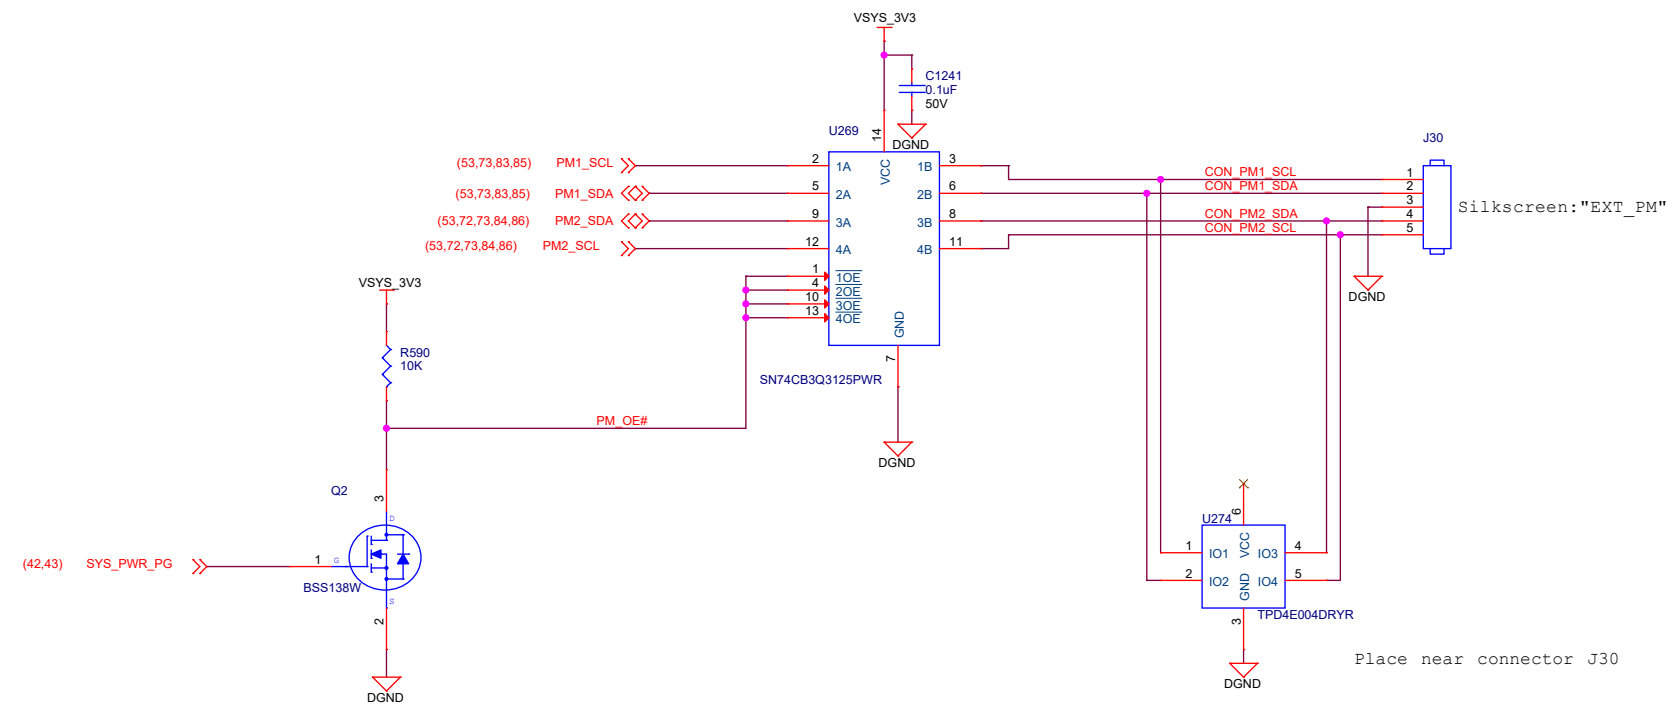 VSYS_3V3
C1241
0.1uF
50V
DGND
U269
14
VCC
J30
(53,73,83,85) PM1_SCL 2 1A 1B 3 CON_PM1_SCL 1
(53,73,83,85) PM1_SDA 5 2A 2B 6 CON_PM1_SDA 2
3 Silkscreen:"EXT_PM"
(53,72,73,84,86) PM2_SDA 9 3A 3B 8 CON_PM2_SDA 4
(53,72,73,84,86) PM2_SCL 12 4A 4B 11 CON_PM2_SCL 5
1 1OE
4 2OE
10 3OE
13 4OE
GND
7
DGND
VSYS_3V3
R590
10K
SN74CB3Q3125PWR
PM_OE#
DGND
Q2
3
D
(42,43) SYS_PWR_PG 1 G
BSS138W
S
2
DGND
6
U274
VCC
1 IO1 IO3 4
2 IO2 IO4 5
GND
TPD4E004DRYR
3
DGND
Place near connector J30